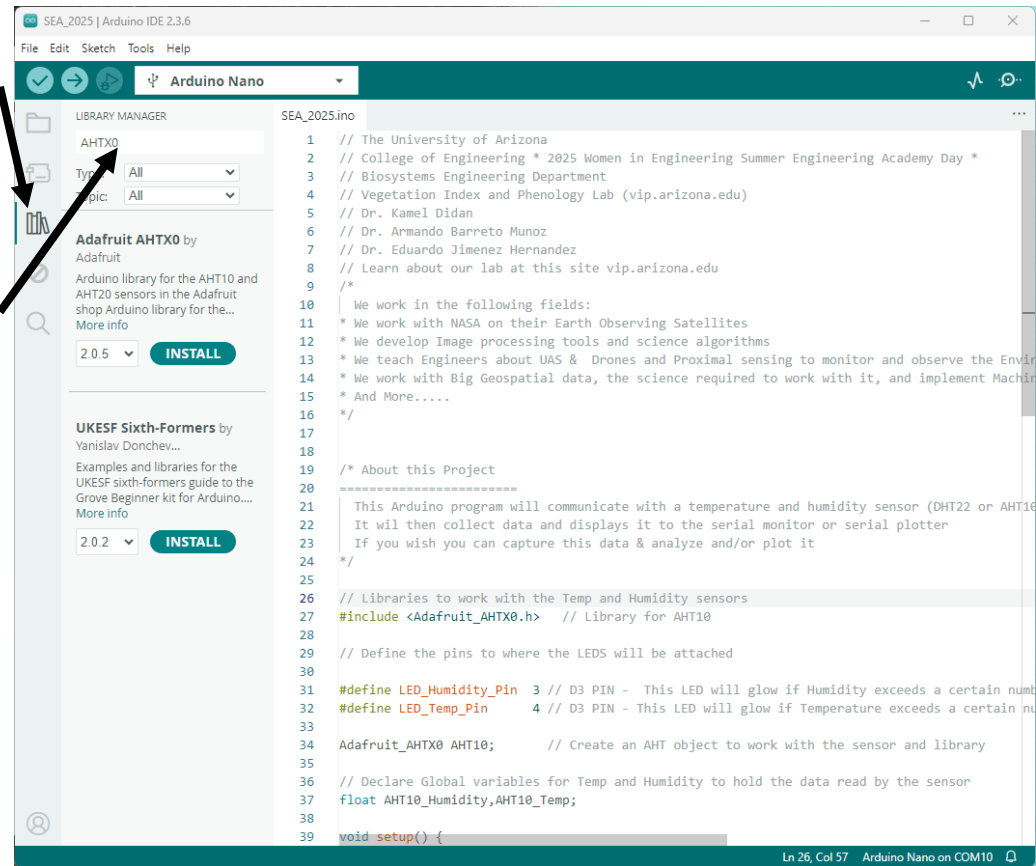 SEA_2025 | Arduino IDE 2.3.6
File Edit Sketch Tools Help
Arduino Nano
LIBRARY MANAGER
AHTX0
Type: All
Topic: All
Adafruit AHTX0 by
Adafruit
Arduino library for the AHT10 and
AHT20 sensors in the Adafruit
shop Arduino library for the...
More info
2.0.5 INSTALL
UKESF Sixth-Formers by
Yanislav Donchev...
Examples and libraries for the
UKESF sixth-formers guide to the
Grove Beginner kit for Arduino....
More info
2.0.2 INSTALL
SEA_2025.ino
1 // The University of Arizona
2 // College of Engineering * 2025 Women in Engineering Summer Engineering Academy Day *
3 // Biosystems Engineering Department
4 // Vegetation Index and Phenology Lab (vip.arizona.edu)
5 // Dr. Kamel Didan
6 // Dr. Armando Barreto Munoz
7 // Dr. Eduardo Jimenez Hernandez
8 // Learn about our lab at this site vip.arizona.edu
9 /*
10 We work in the following fields:
11 * We work with NASA on their Earth Observing Satellites
12 * We develop Image processing tools and science algorithms
13 * We teach Engineers about UAS & Drones and Proximal sensing to monitor and observe the Envir
14 * We work with Big Geospatial data, the science required to work with it, and implement Machin
15 * And More.....
16 */
17
18
19 /* About this Project
20 ========================
21 This Arduino program will communicate with a temperature and humidity sensor (DHT22 or AHT10
22 It wil then collect data and displays it to the serial monitor or serial plotter
23 If you wish you can capture this data & analyze and/or plot it
24 */
25
26 // Libraries to work with the Temp and Humidity sensors
27 #include <Adafruit_AHTX0.h> // Library for AHT10
28
29 // Define the pins to where the LEDS will be attached
30
31 #define LED_Humidity_Pin 3 // D3 PIN - This LED will glow if Humidity exceeds a certain numb
32 #define LED_Temp_Pin 4 // D3 PIN - This LED will glow if Temperature exceeds a certain nu
33
34 Adafruit_AHTX0 AHT10; // Create an AHT object to work with the sensor and library
35
36 // Declare Global variables for Temp and Humidity to hold the data read by the sensor
37 float AHT10_Humidity,AHT10_Temp;
38
39 void setup() {
Ln 26, Col 57 Arduino Nano on COM10